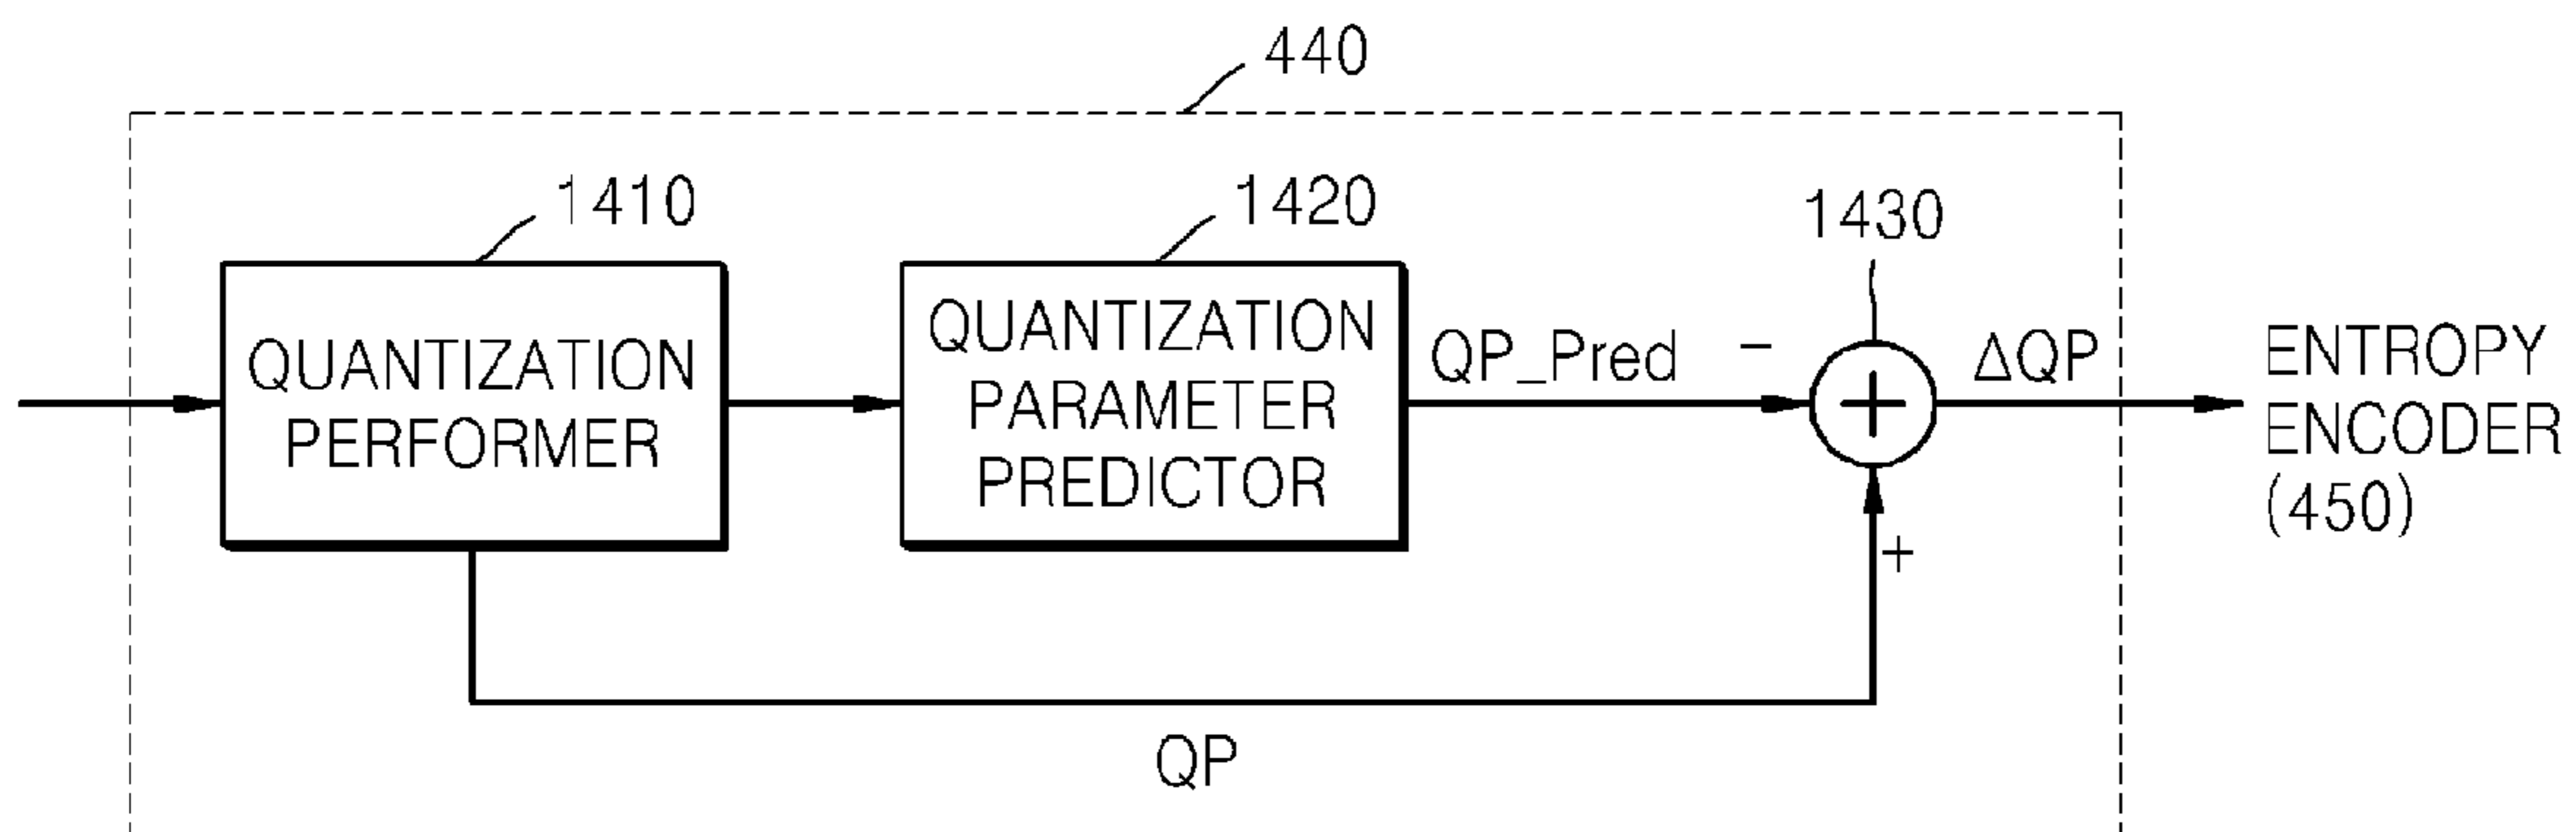 440
1410
1420
1430
QUANTIZATION
PERFORMER
QUANTIZATION
PARAMETER
PREDICTOR
QP_Pred
-
+
ΔQP
+
ENTROPY
ENCODER
(450)
QP